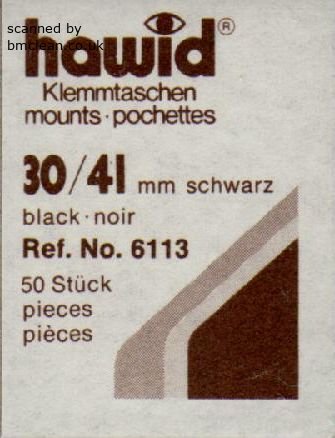 scanned by
bmclean.co.uk
hawid®
Klemmtaschen
mounts·pochettes
30/41 mm schwarz
black·noir
Ref. No. 6113
50 Stück
pieces
pièces